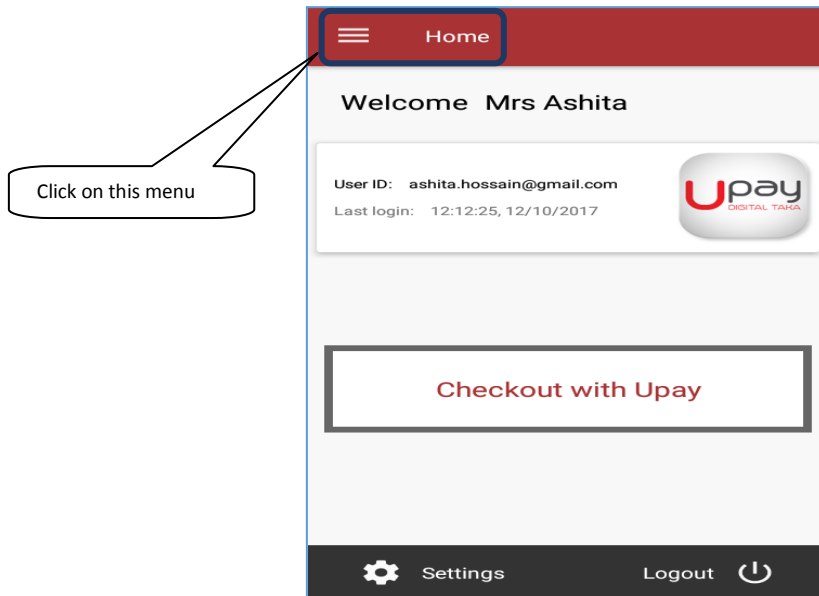 Home
Welcome Mrs Ashita
User ID: ashita.hossain@gmail.com
Last login: 12:12:25, 12/10/2017
Upay
DIGITAL TAKA
Click on this menu
Checkout with Upay
Settings
Logout